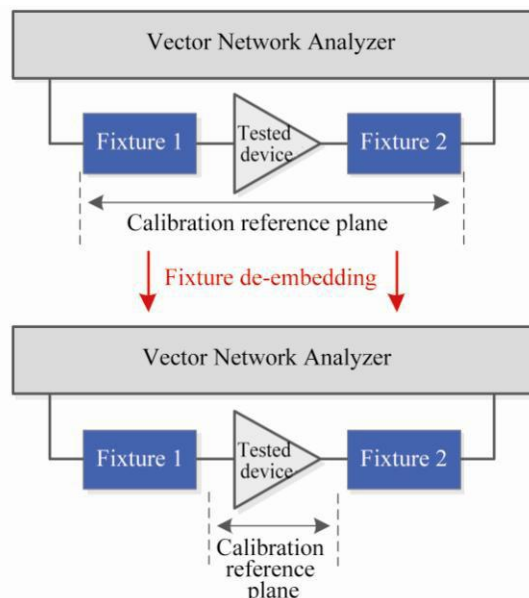 Vector Network Analyzer
Fixture 1
Tested
device
Fixture 2
Calibration reference plane
Fixture de-embedding
Vector Network Analyzer
Fixture 1
Tested
device
Fixture 2
Calibration
reference
plane